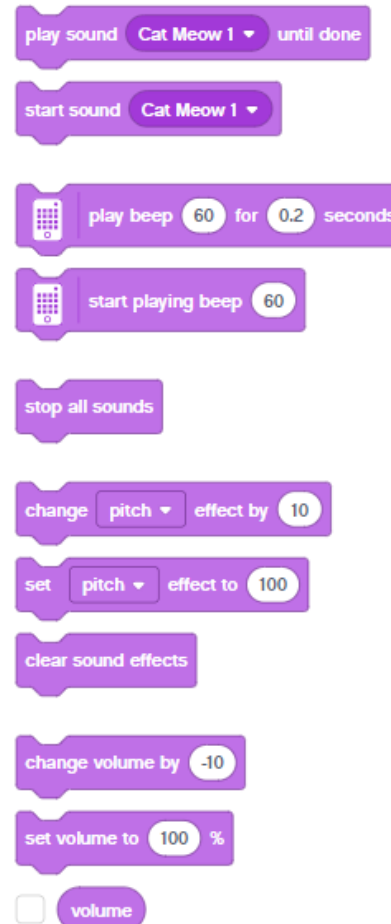 play sound Cat Meow 1 until done
start sound Cat Meow 1
play beep 60 for 0.2 seconds
start playing beep 60
stop all sounds
change pitch effect by 10
set pitch effect to 100
clear sound effects
change volume by -10
set volume to 100 %
volume